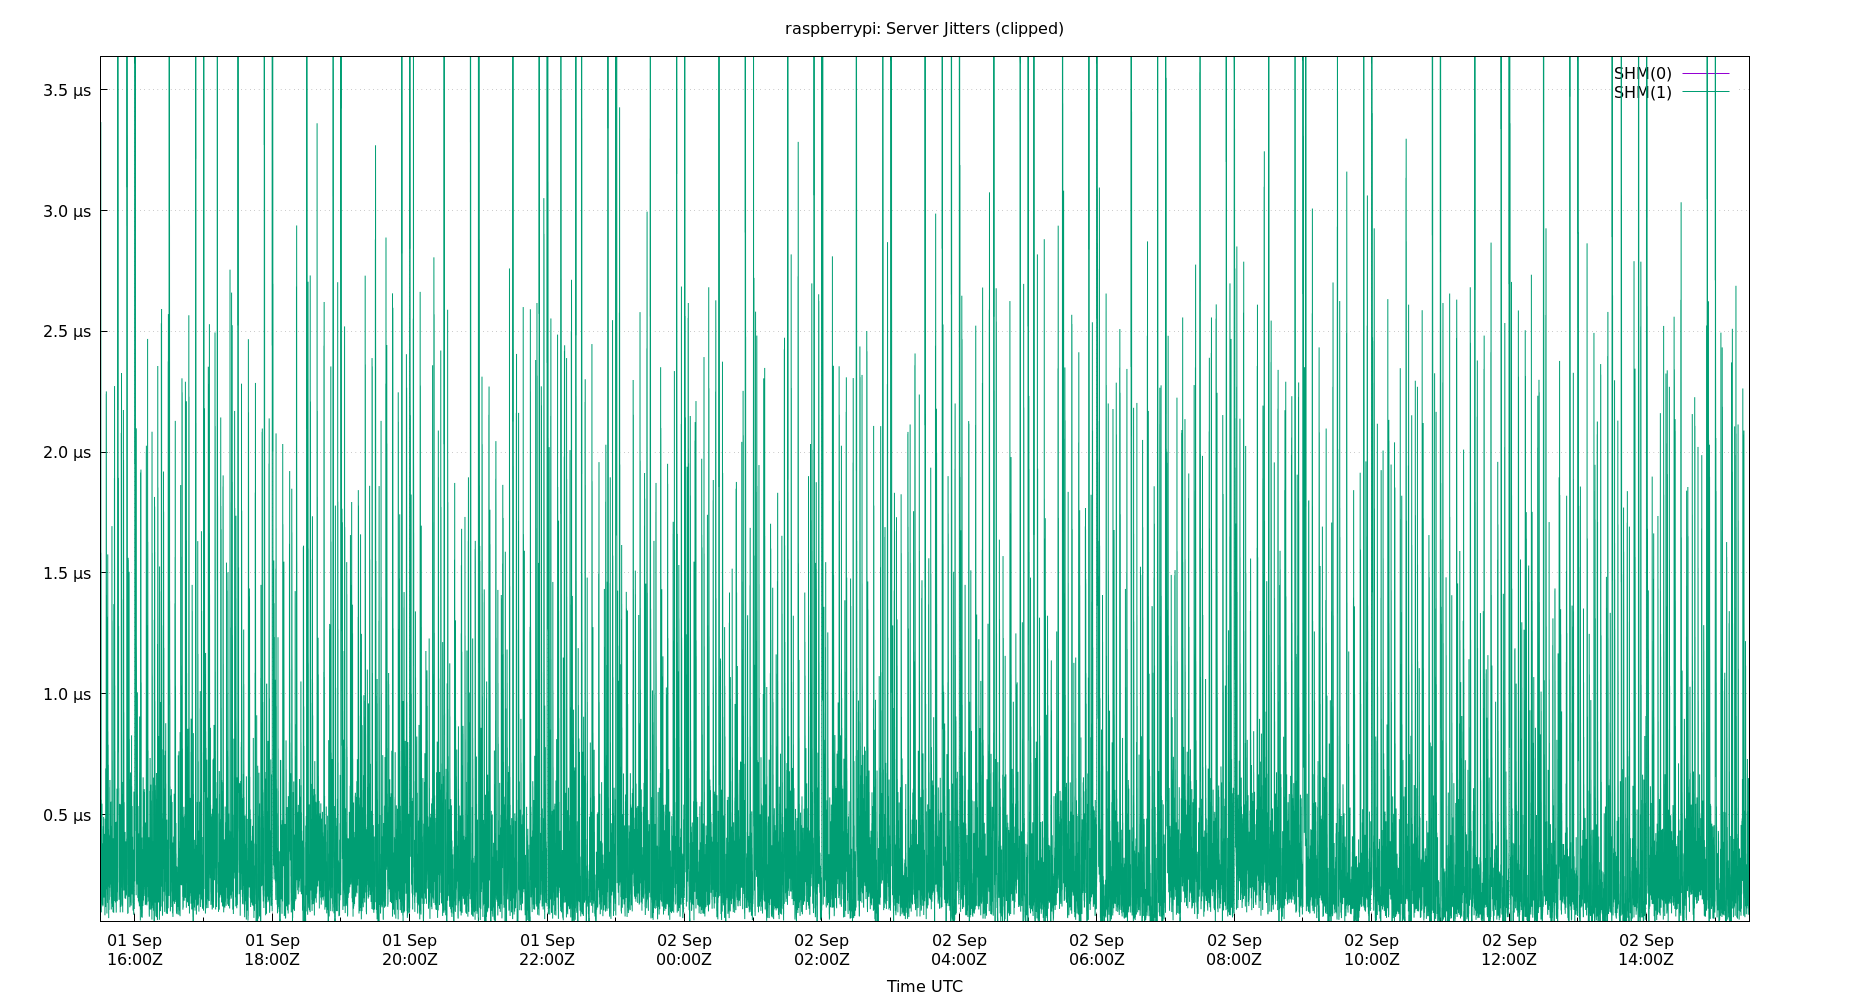 raspberrypi: Server Jitters (clipped)
SHM(0)
SHM(1)
3.5 µs
3.0 µs
2.5 µs
2.0 µs
1.5 µs
1.0 µs
0.5 µs
01 Sep 01 Sep 01 Sep 01 Sep 02 Sep 02 Sep 02 Sep 02 Sep 02 Sep 02 Sep 02 Sep 02 Sep
16:00Z 18:00Z 20:00Z 22:00Z 00:00Z 02:00Z 04:00Z 06:00Z 08:00Z 10:00Z 12:00Z 14:00Z
Time UTC